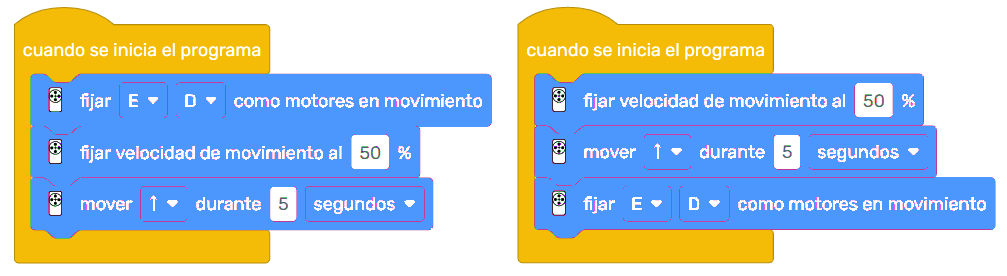 cuando se inicia el programa
fijar E D como motores en movimiento
fijar velocidad de movimiento al 50 %
mover ↑ durante 5 segundos
cuando se inicia el programa
fijar velocidad de movimiento al 50 %
mover ↑ durante 5 segundos
fijar E D como motores en movimiento